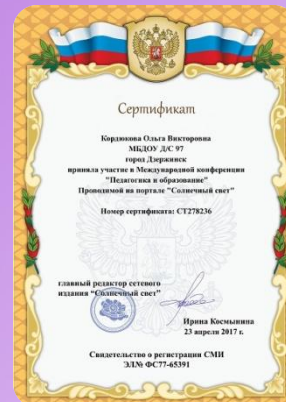 Сертификат
Кордюкова Ольга Викторовна
МБДОУ Д/С 97
город Дзержинск
приняла участие в Международной конференции
"Педагогика и образование"
Проводимой на портале "Солнечный свет"
Номер сертификата: СТ278236
главный редактор сетевого
издания "Солнечный свет"
Ирина Космынина
23 апреля 2017 г.
Свидетельство о регистрации СМИ
ЭЛ№ ФС77-65391